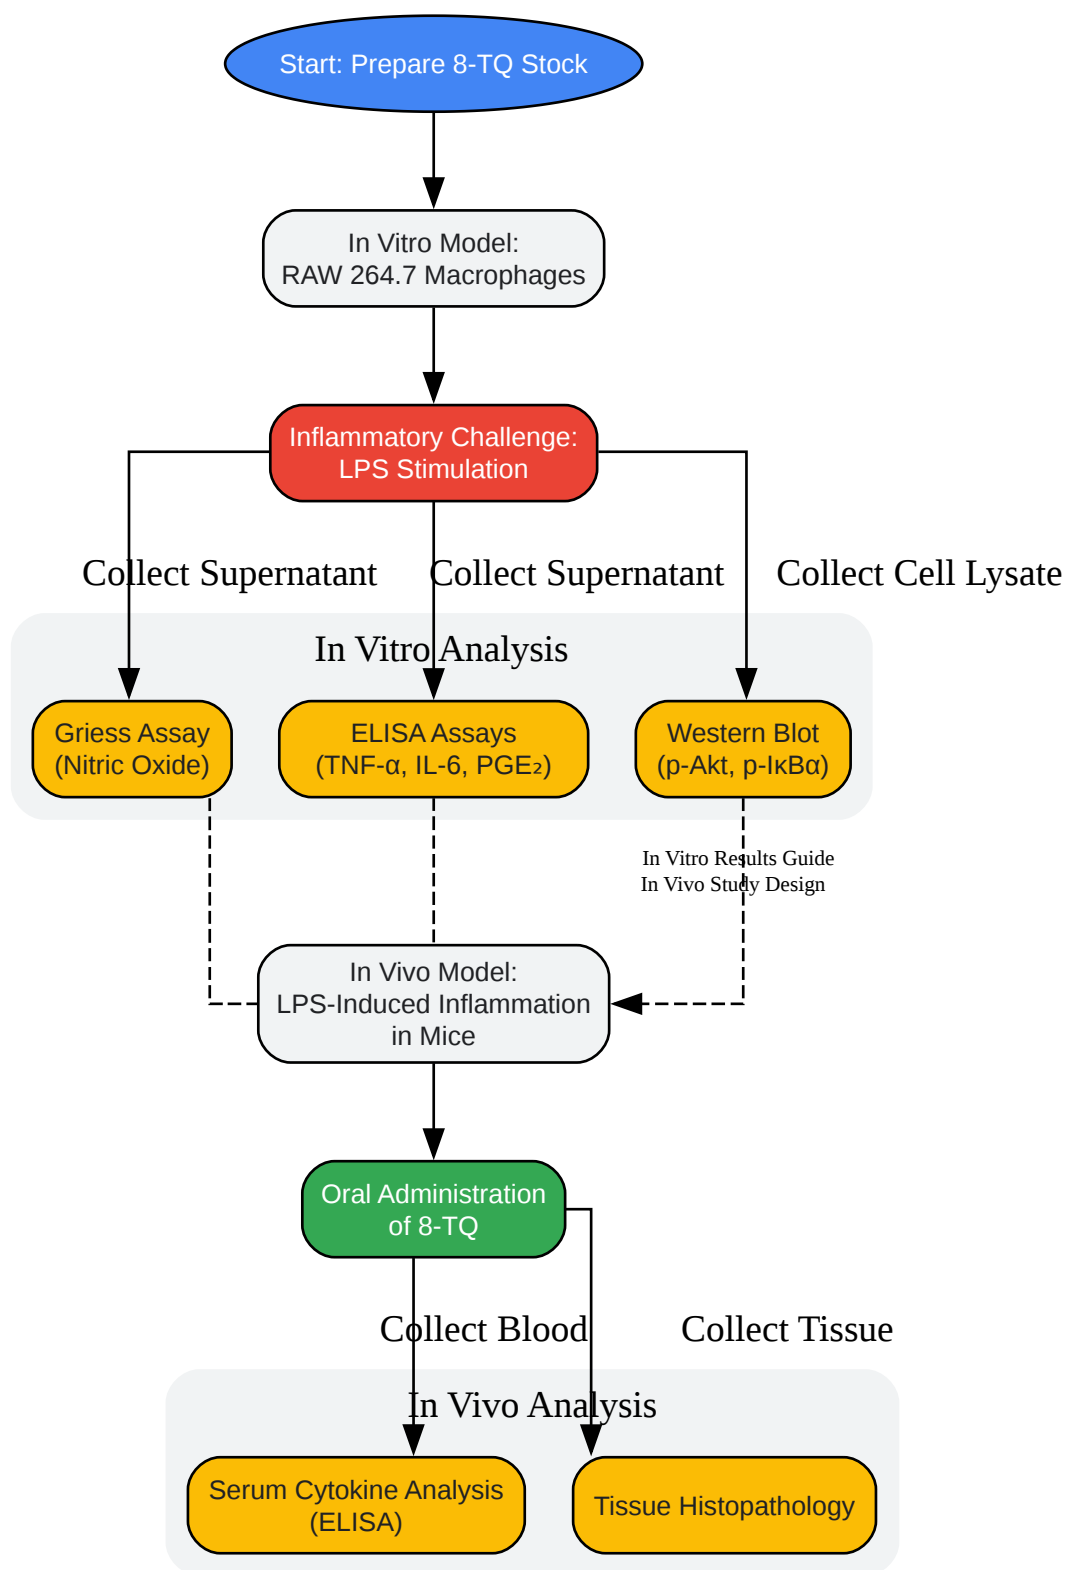 Start: Prepare 8-TQ Stock
In Vitro Model:
RAW 264.7 Macrophages
Inflammatory Challenge:
LPS Stimulation
Collect Supernatant
Collect Supernatant
Collect Cell Lysate
In Vitro Analysis
Griess Assay
(Nitric Oxide)
ELISA Assays
(TNF-α, IL-6, PGE₂)
Western Blot
(p-Akt, p-IκBα)
In Vitro Results Guide
In Vivo Study Design
In Vivo Model:
LPS-Induced Inflammation
in Mice
Oral Administration
of 8-TQ
Collect Blood
Collect Tissue
In Vivo Analysis
Serum Cytokine Analysis
(ELISA)
Tissue Histopathology